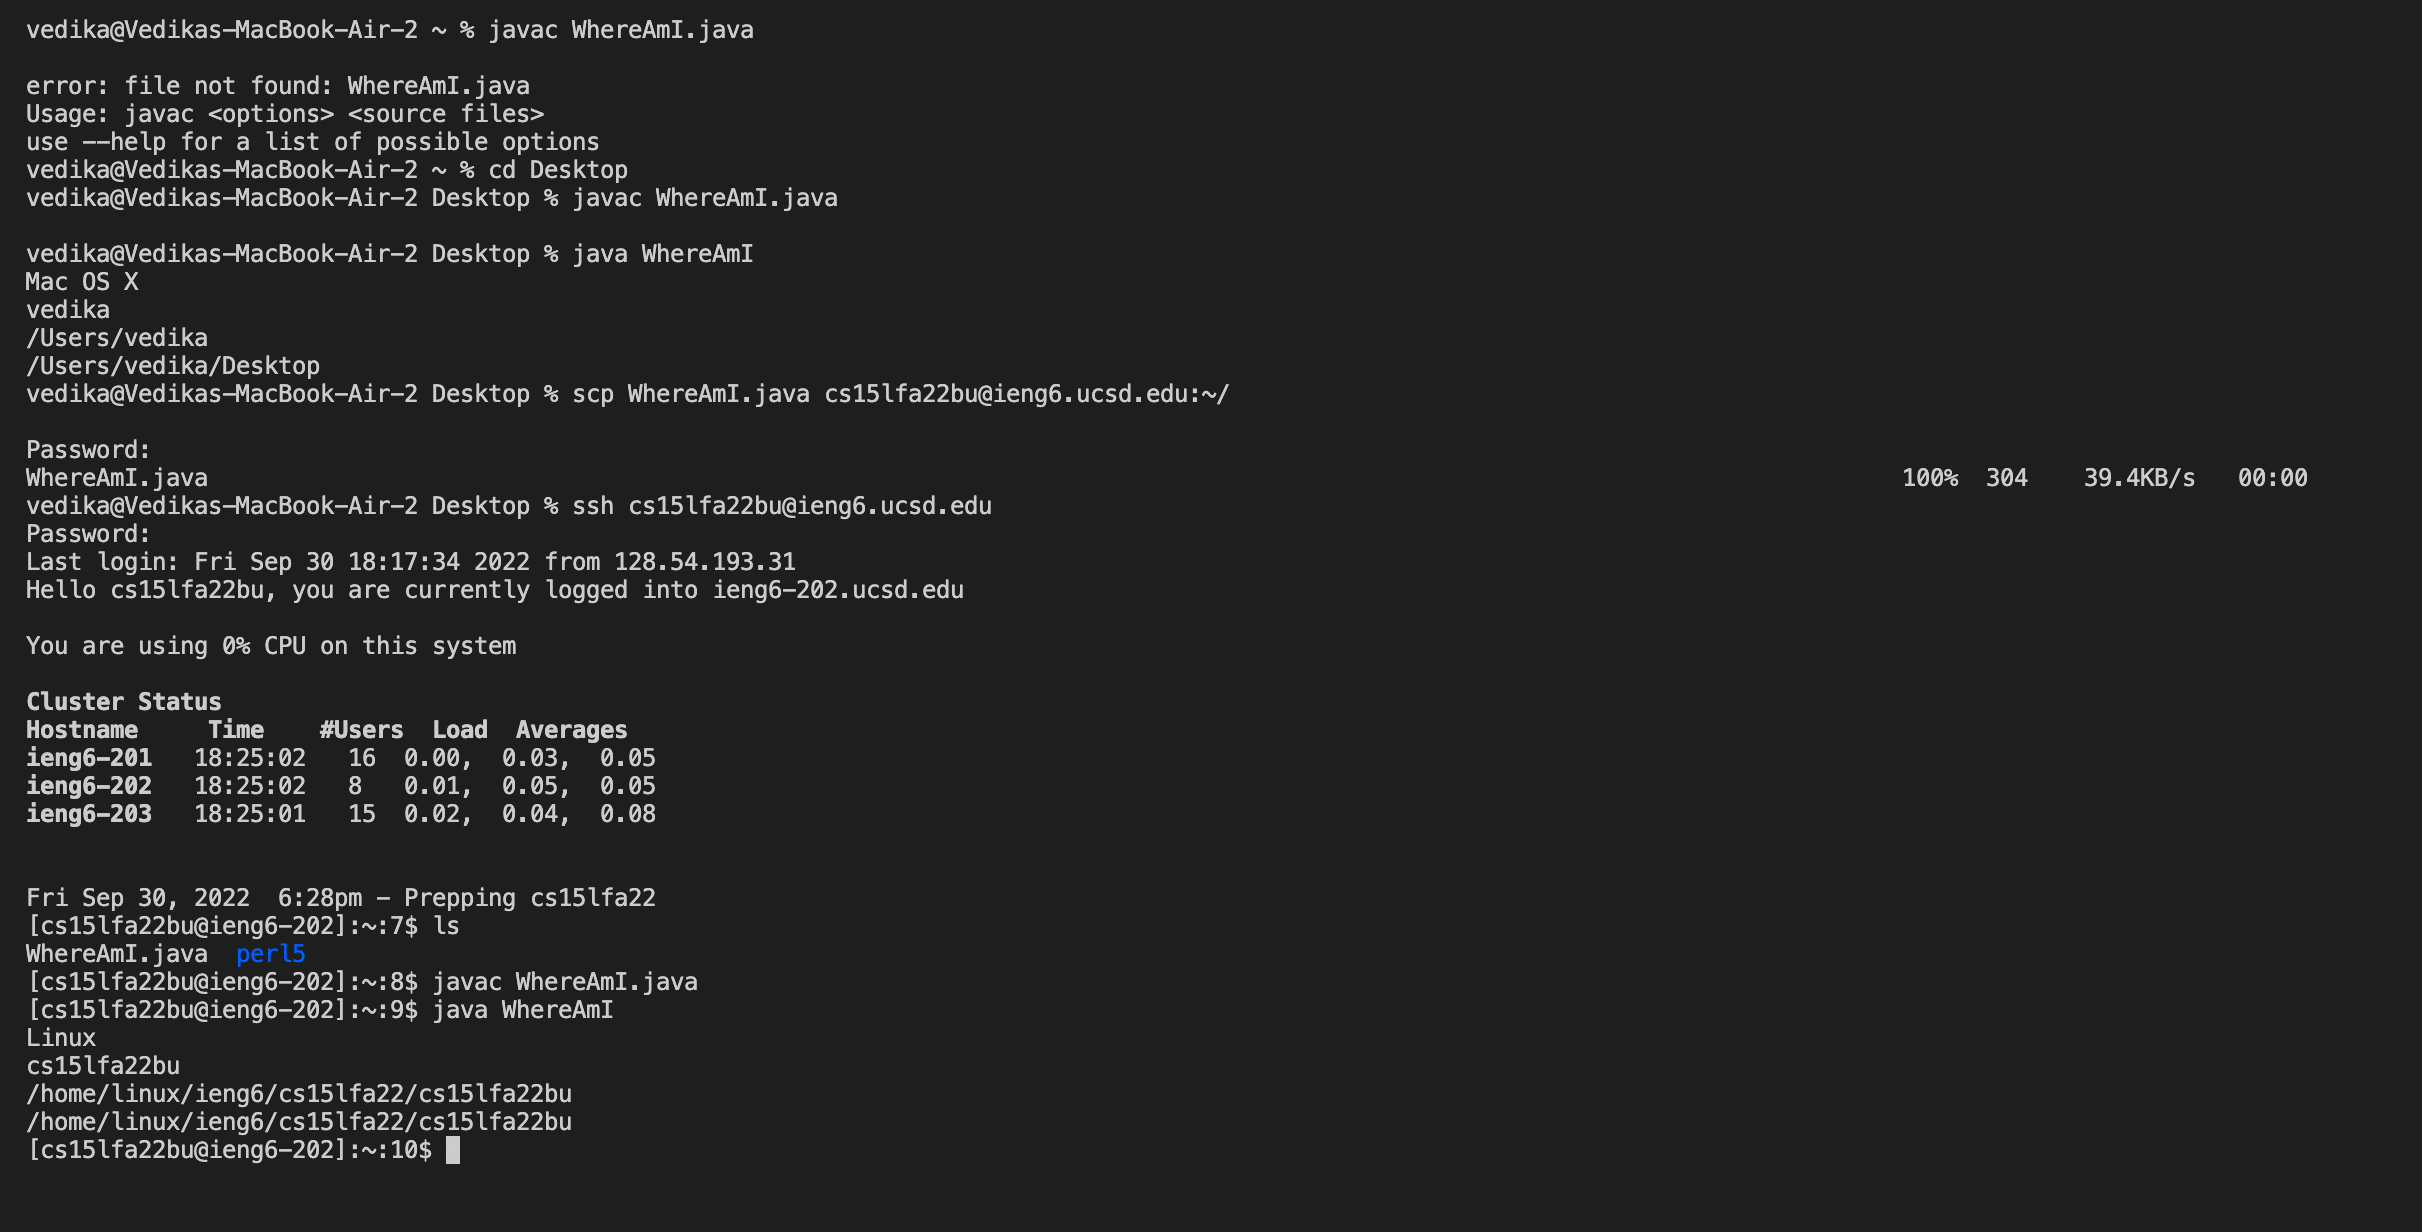 vedika@Vedikas-MacBook-Air-2 ~ % javac WhereAmI.java
error: file not found: WhereAmI.java
Usage: javac <options> <source files>
use --help for a list of possible options
vedika@Vedikas-MacBook-Air-2 ~ % cd Desktop
vedika@Vedikas-MacBook-Air-2 Desktop % javac WhereAmI.java
vedika@Vedikas-MacBook-Air-2 Desktop % java WhereAmI
Mac OS X
vedika
/Users/vedika
/Users/vedika/Desktop
vedika@Vedikas-MacBook-Air-2 Desktop % scp WhereAmI.java cs15lfa22bu@ieng6.ucsd.edu:~/
Password:
WhereAmI.java 100% 304 39.4KB/s 00:00
vedika@Vedikas-MacBook-Air-2 Desktop % ssh cs15lfa22bu@ieng6.ucsd.edu
Password:
Last login: Fri Sep 30 18:17:34 2022 from 128.54.193.31
Hello cs15lfa22bu, you are currently logged into ieng6-202.ucsd.edu
You are using 0% CPU on this system
Cluster Status
Hostname Time #Users Load Averages
ieng6-201 18:25:02 16 0.00, 0.03, 0.05
ieng6-202 18:25:02 8 0.01, 0.05, 0.05
ieng6-203 18:25:01 15 0.02, 0.04, 0.08
Fri Sep 30, 2022 6:28pm - Prepping cs15lfa22
[cs15lfa22bu@ieng6-202]:~:7$ ls
WhereAmI.java perl5
[cs15lfa22bu@ieng6-202]:~:8$ javac WhereAmI.java
[cs15lfa22bu@ieng6-202]:~:9$ java WhereAmI
Linux
cs15lfa22bu
/home/linux/ieng6/cs15lfa22/cs15lfa22bu
/home/linux/ieng6/cs15lfa22/cs15lfa22bu
[cs15lfa22bu@ieng6-202]:~:10$